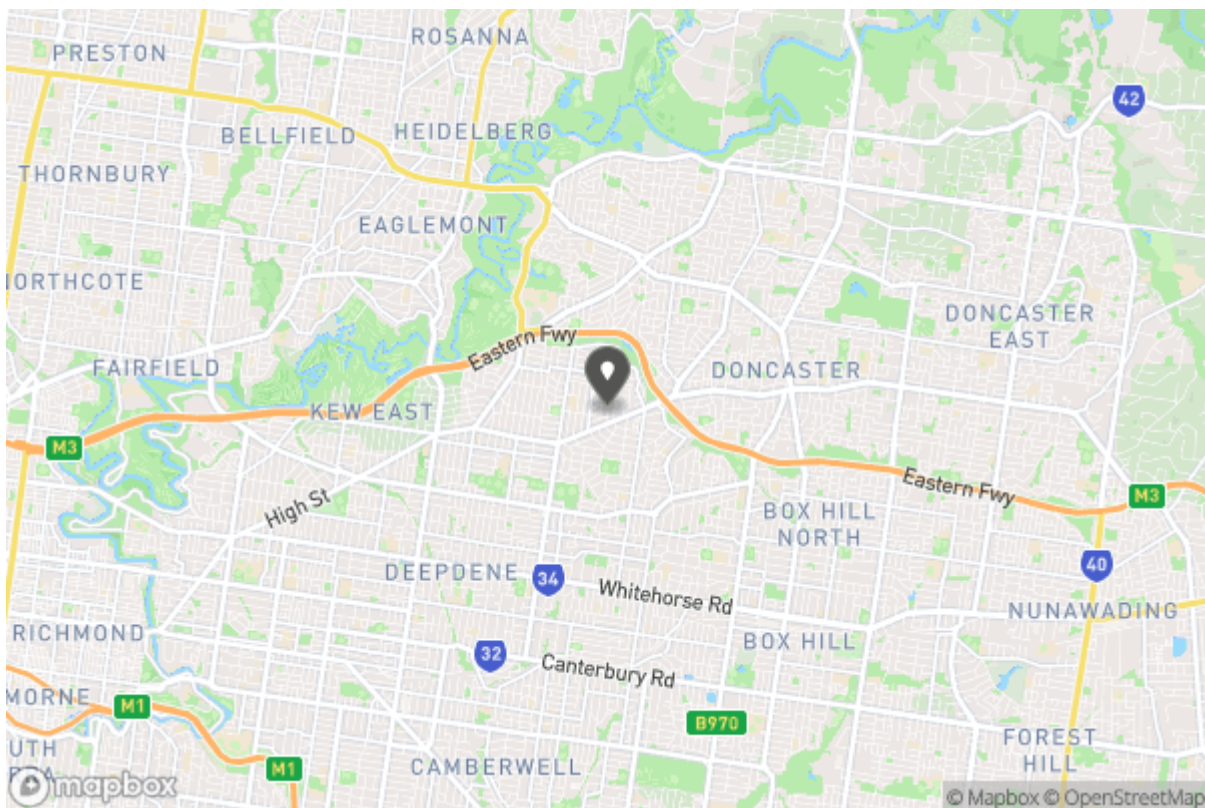 ROSANNA
PRESTON
42
BELLFIELD
HEIDELBERG
THORNBURY
EAGLEMONT
NORTHCOTE
DONCASTER
EAST
Eastern Fwy
FAIRFIELD
DONCASTER
KEW EAST
M3
Eastern Fwy
M3
High St
BOX HILL
NORTH
40
DEEPDENE
34
Whitehorse Rd
NUNAWADING
RICHMOND
BOX HILL
32
Canterbury Rd
MORNE
M1
B970
UTH
FOREST
HILL
M1
CAMBERWELL
mapbox
© Mapbox © OpenStreetMap